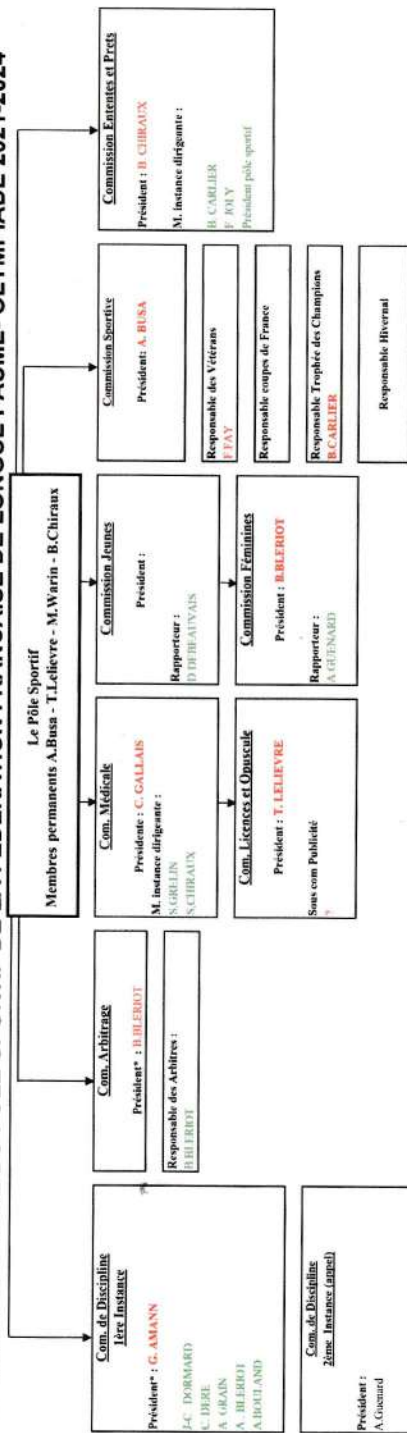 Le Pôle Sportif
Membres permanents A.Busa - T.Lelievre - M.Warin - B.Chiraux
Com. de Discipline
1ère Instance
Président* : G. AMANN
J-C. DORMARD
C. DERE
A. GRAIN
A. BLERIOT
A.BOULAND
Com. de Discipline
2ème Instance (appel)
Président :
A.Guenard
Com. Arbitrage
Président* : B.BLERIOT
Responsable des Arbitres :
B.BLERIOT
Com. Médicale
Présidente : C. GALLAIS
M. instance dirigeante :
S.GRELIN
S.CHIRAUX
Com. Licences et Opuscule
Président : T. LELIEVRE
Sous com Publicité
?
Commission Jeunes
Président :
Rapporteur :
D.DEBEAUVAIS
Commission Féminines
Président : B.BLERIOT
Rapporteur :
A.GUENARD
Commission Sportive
Président: A. BUSA
Responsable des Vétérans
F.FAY
Responsable coupes de France
Responsable Trophée des Champions
B.CARLIER
Responsable Hivernal
Commission Ententes et Prets
Président : B. CHIRAUX
M. instance dirigeante :
B. CARLIER
F. JOLY
Président pôle sportif